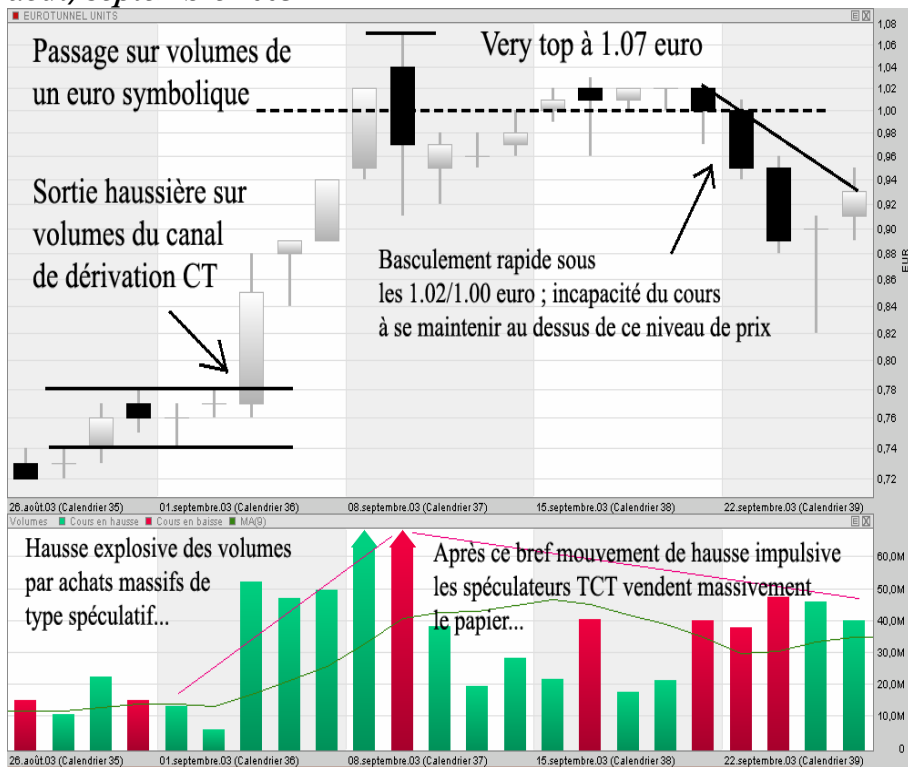 EUROTUNNEL UNITS
Passage sur volumes de
un euro symbolique
Very top à 1.07 euro
Sortie haussière sur
volumes du canal
de dérivation CT
Basculement rapide sous
les 1.02/1.00 euro ; incapacité du cours
à se maintenir au dessus de ce niveau de prix
1,08
1,06
1,04
1,02
1,00
0,98
0,96
0,94
0,92
0,90
0,88
0,86
0,84
0,82
0,80
0,78
0,76
0,74
0,72
EUR
26.août.03 (Calendrier 35)
01.septembre.03 (Calendrier 36)
08.septembre.03 (Calendrier 37)
15.septembre.03 (Calendrier 38)
22.septembre.03 (Calendrier 39)
Volumes Cours en hausse Cours en baisse MA(9)
Hausse explosive des volumes
par achats massifs de
type spéculatif...
Après ce bref mouvement de hausse impulsive
les spéculateurs TCT vendent massivement
le papier...
60,0M
50,0M
40,0M
30,0M
20,0M
10,0M
0
26.août.03 (Calendrier 35)
01.septembre.03 (Calendrier 36)
08.septembre.03 (Calendrier 37)
15.septembre.03 (Calendrier 38)
22.septembre.03 (Calendrier 39)